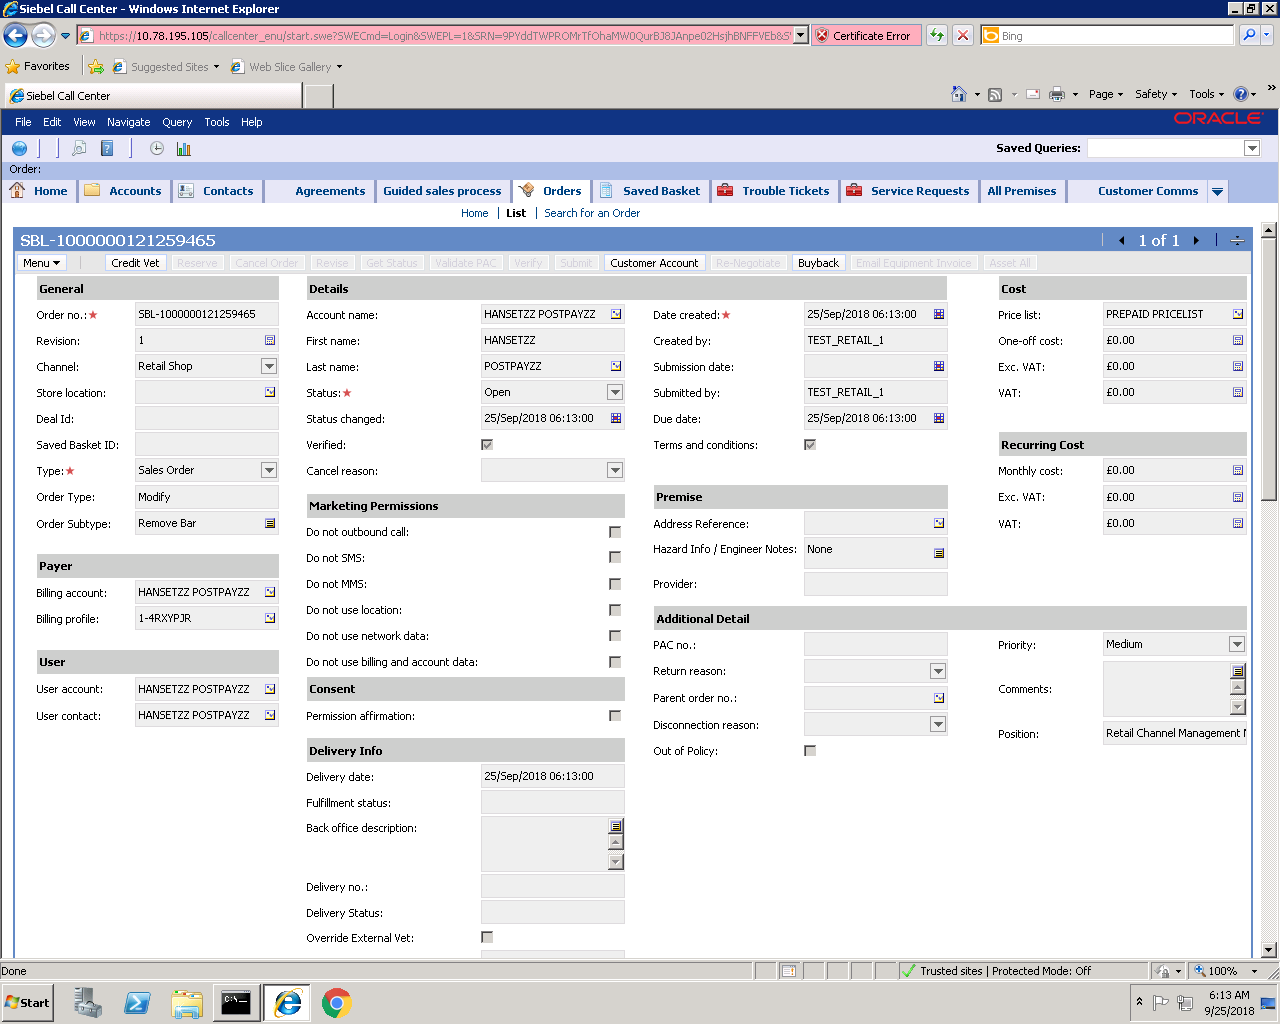 Siebel Call Center - Windows Internet Explorer
https://10.78.195.105/callcenter_enu/start.swe?SWECmd=Login&SWEPL=1&SRN=
Certificate Error
Bing
Favorites
Suggested Sites
Web Slice Gallery
Siebel Call Center
Page
Safety
Tools
File Edit View Navigate Query Tools Help
ORACLE
Saved Queries:
Order:
Home
Accounts
Contacts
Agreements
Guided sales process
Orders
Saved Basket
Trouble Tickets
Service Requests
All Premises
Customer Comms
Home | List | Search for an Order
SBL-1000000121259465
1 of 1
Menu
Credit Vet
Reserve
Cancel Order
Revise
Get Status
Validate PAC
Verify
Submit
Customer Account
Re-Negotiate
Buyback
Email Equipment Invoice
Asset All
General
Order no.:★ SBL-1000000121259465
Revision: 1
Channel: Retail Shop
Store location:
Deal Id:
Saved Basket ID:
Type:★ Sales Order
Order Type: Modify
Order Subtype: Remove Bar
Payer
Billing account: HANSETZZ POSTPAYZZ
Billing profile: 1-4RXYPJR
User
User account: HANSETZZ POSTPAYZZ
User contact: HANSETZZ POSTPAYZZ
Details
Account name: HANSETZZ POSTPAYZZ
First name: HANSETZZ
Last name: POSTPAYZZ
Status:★ Open
Status changed: 25/Sep/2018 06:13:00
Verified:
Cancel reason:
Marketing Permissions
Do not outbound call:
Do not SMS:
Do not MMS:
Do not use location:
Do not use network data:
Do not use billing and account data:
Consent
Permission affirmation:
Delivery Info
Delivery date: 25/Sep/2018 06:13:00
Fulfillment status:
Back office description:
Delivery no.:
Delivery Status:
Override External Vet:
Date created:★ 25/Sep/2018 06:13:00
Created by: TEST_RETAIL_1
Submission date:
Submitted by: TEST_RETAIL_1
Due date: 25/Sep/2018 06:13:00
Terms and conditions:
Premise
Address Reference:
Hazard Info / Engineer Notes: None
Provider:
Additional Detail
PAC no.:
Return reason:
Parent order no.:
Disconnection reason:
Out of Policy:
Priority: Medium
Comments:
Position: Retail Channel Management
Cost
Price list: PREPAID PRICELIST
One-off cost: £0.00
Exc. VAT: £0.00
VAT: £0.00
Recurring Cost
Monthly cost: £0.00
Exc. VAT: £0.00
VAT: £0.00
Done
Trusted sites | Protected Mode: Off
100%
Start
C:\
6:13 AM
9/25/2018